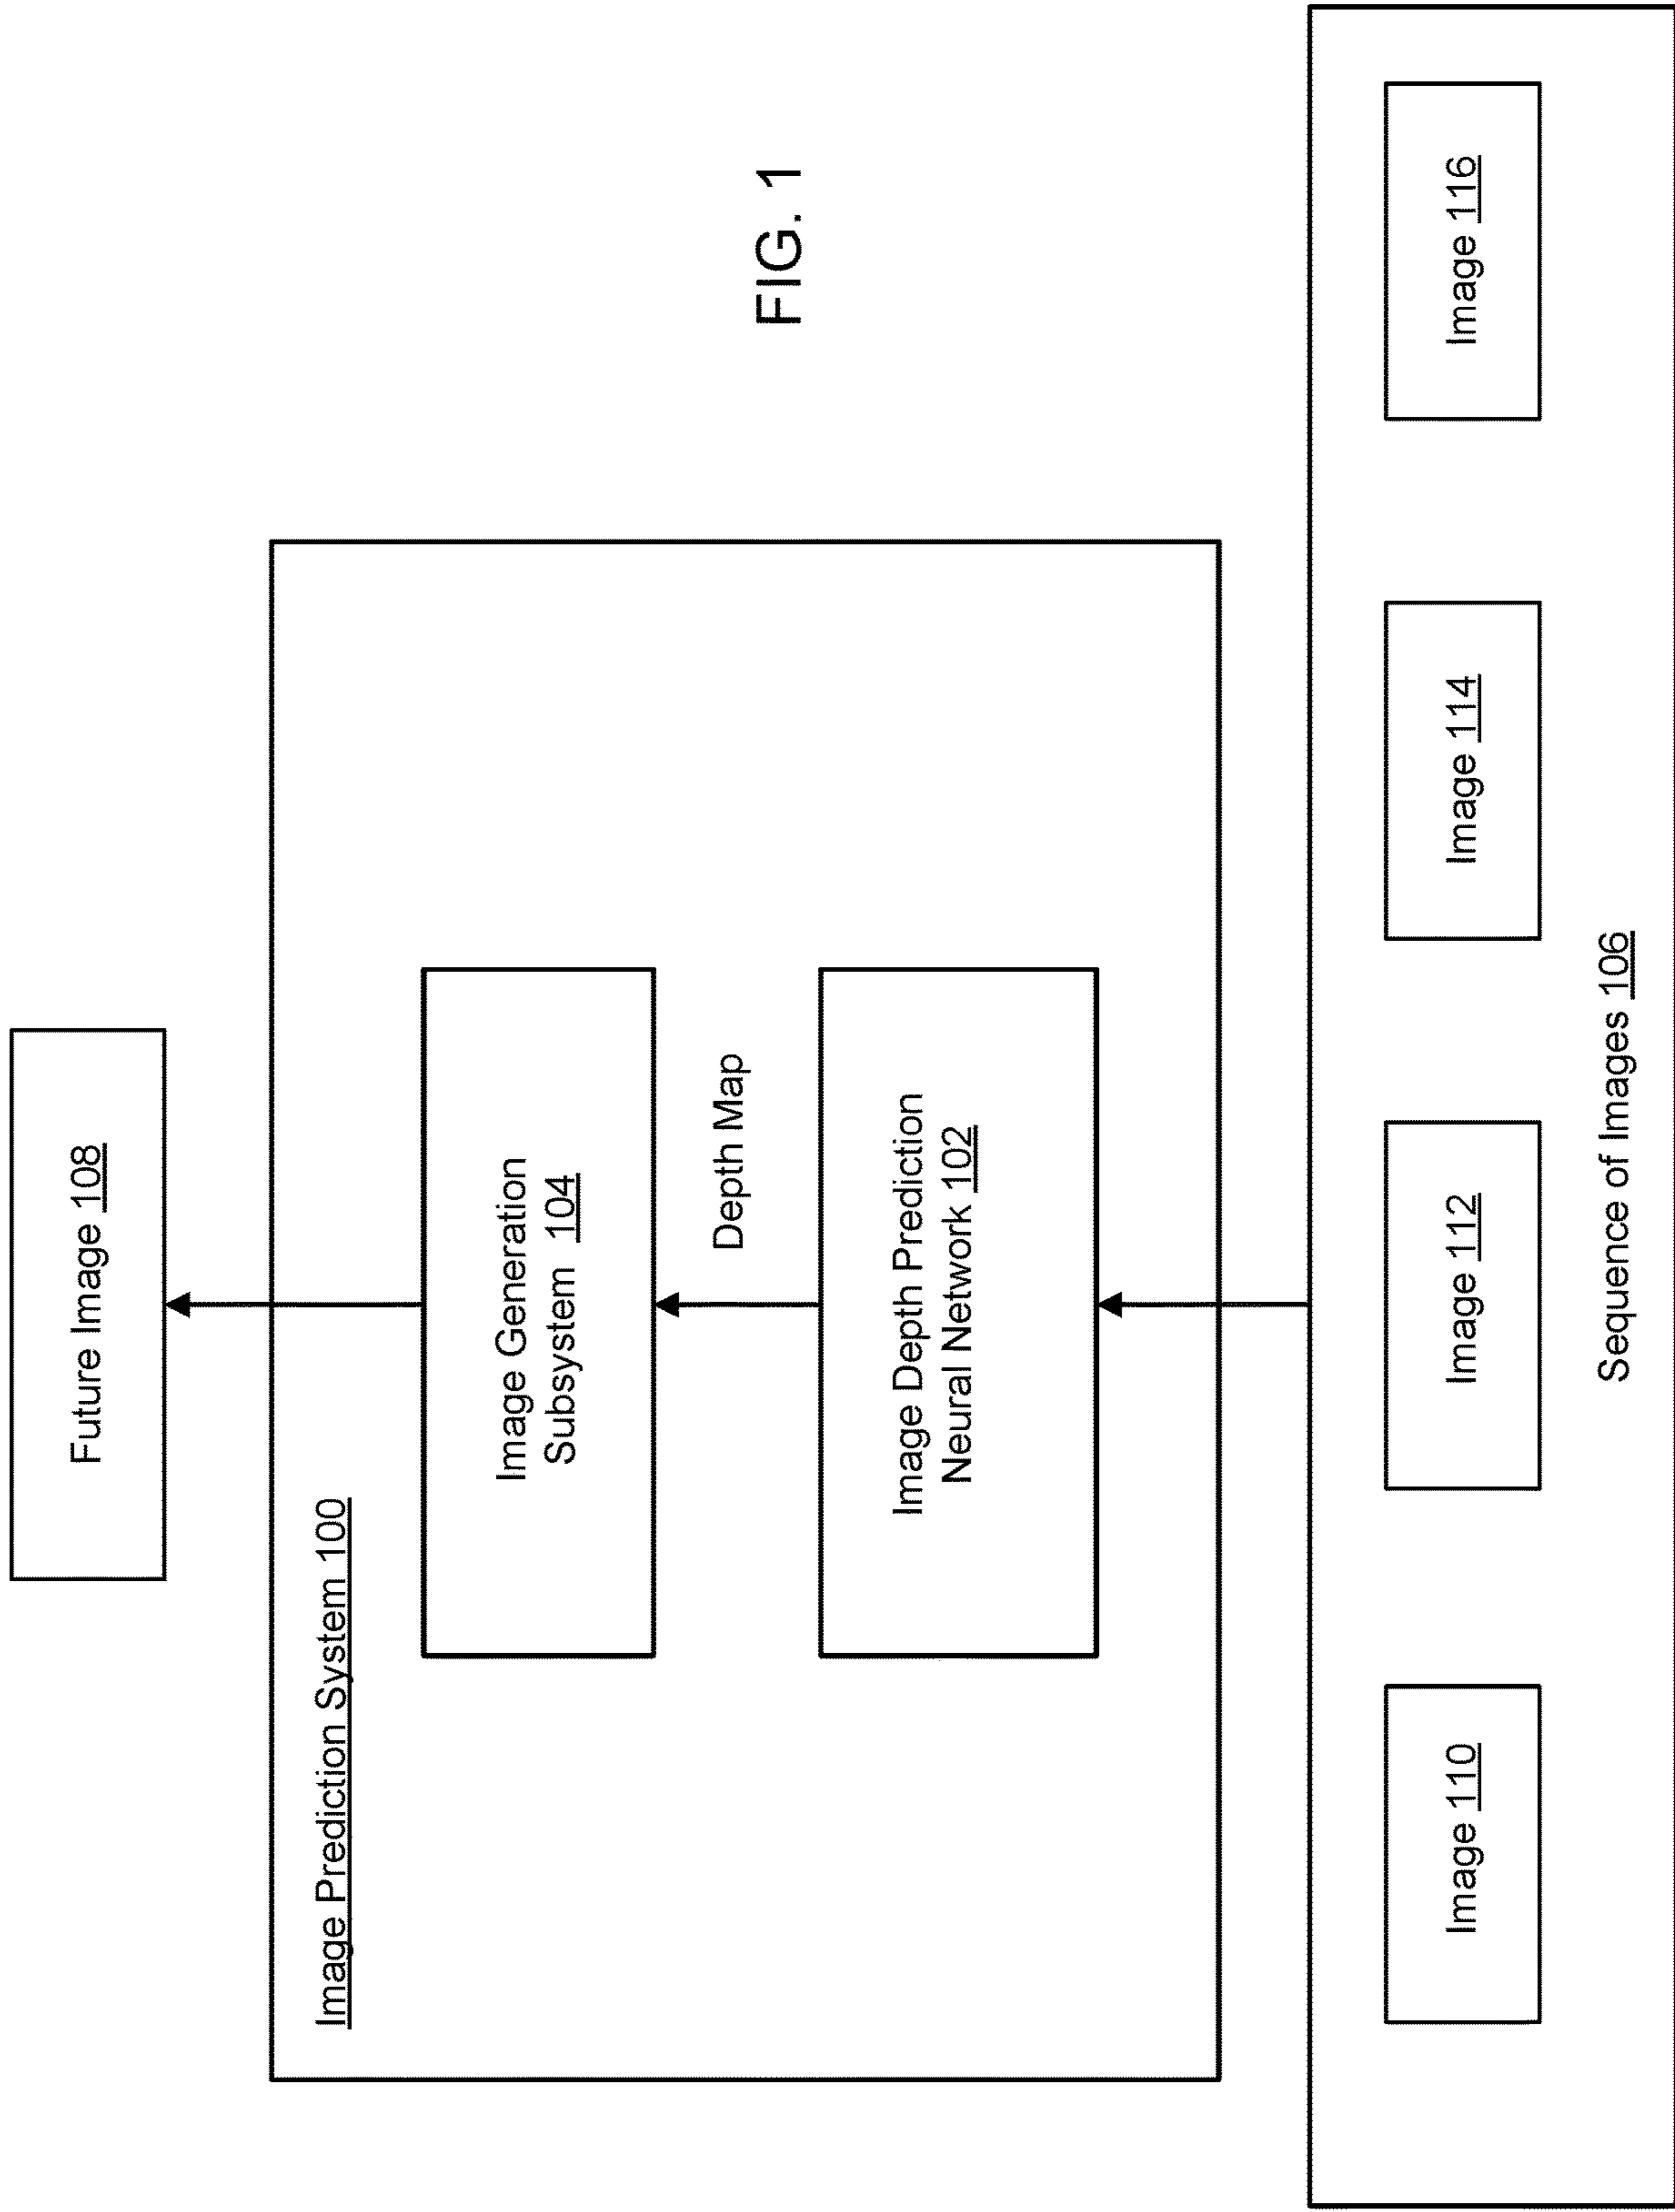 Future Image 108
Image Prediction System 100
Image Generation
Subsystem 104
Depth Map
Image Depth Prediction
Neural Network 102
FIG. 1
Image 110
Image 112
Image 114
Image 116
Sequence of Images 106